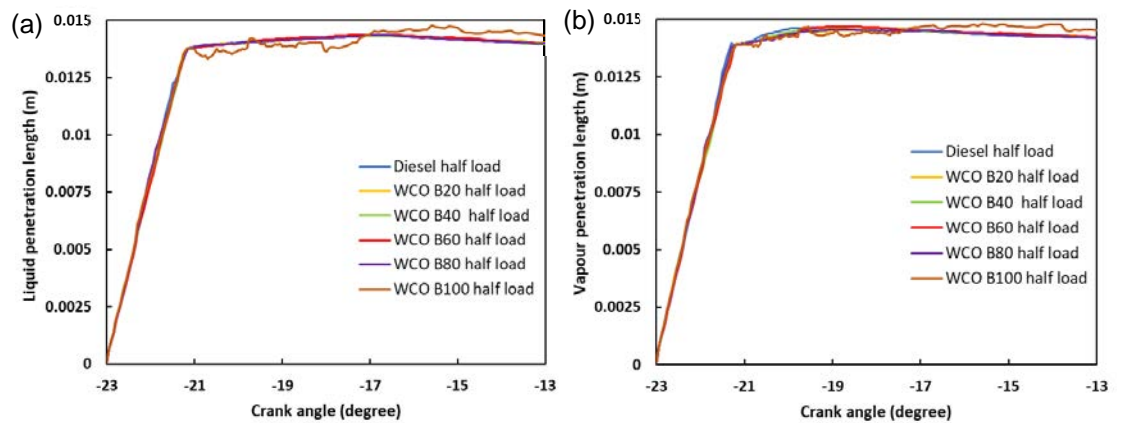 (a)
Liquid penetration length (m)
0.015
0.0125
0.01
0.0075
0.005
0.0025
0
Diesel half load
WCO B20 half load
WCO B40 half load
WCO B60 half load
WCO B80 half load
WCO B100 half load
-23 -21 -19 -17 -15 -13
Crank angle (degree)
(b)
Vapour penetration length (m)
0.015
0.0125
0.01
0.0075
0.005
0.0025
0
Diesel half load
WCO B20 half load
WCO B40 half load
WCO B60 half load
WCO B80 half load
WCO B100 half load
-23 -21 -19 -17 -15 -13
Crank angle (degree)